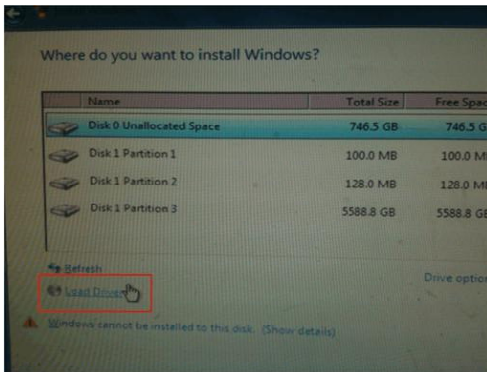 Where do you want to install Windows?
Name Total Size Free Spac
Disk 0 Unallocated Space 746.5 GB 746.5 G
Disk 1 Partition 1 100.0 MB 100.0 M
Disk 1 Partition 2 128.0 MB 128.0 M
Disk 1 Partition 3 5588.8 GB 5588.8 GB
Refresh
Load Driver Drive option
Windows cannot be installed to this disk. (Show details)